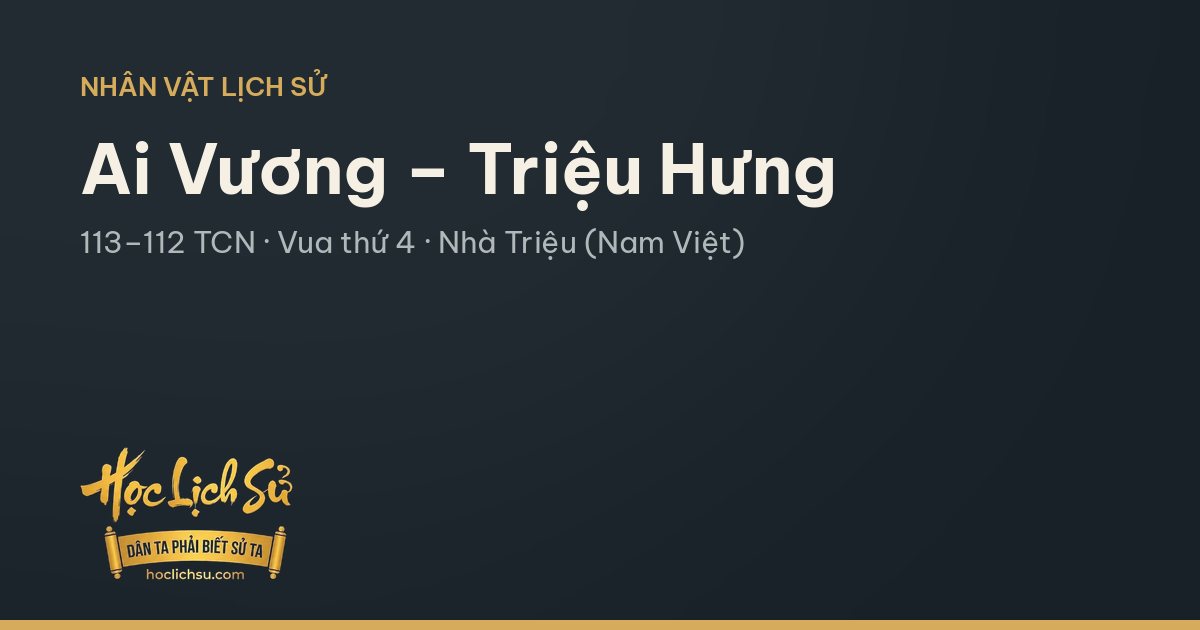 NHÂN VẬT LỊCH SỬ
Ai Vương – Triệu Hưng
113–112 TCN · Vua thứ 4 · Nhà Triệu (Nam Việt)
Học Lịch Sử
DÂN TA PHẢI BIẾT SỬ TA
hoclichsu.com